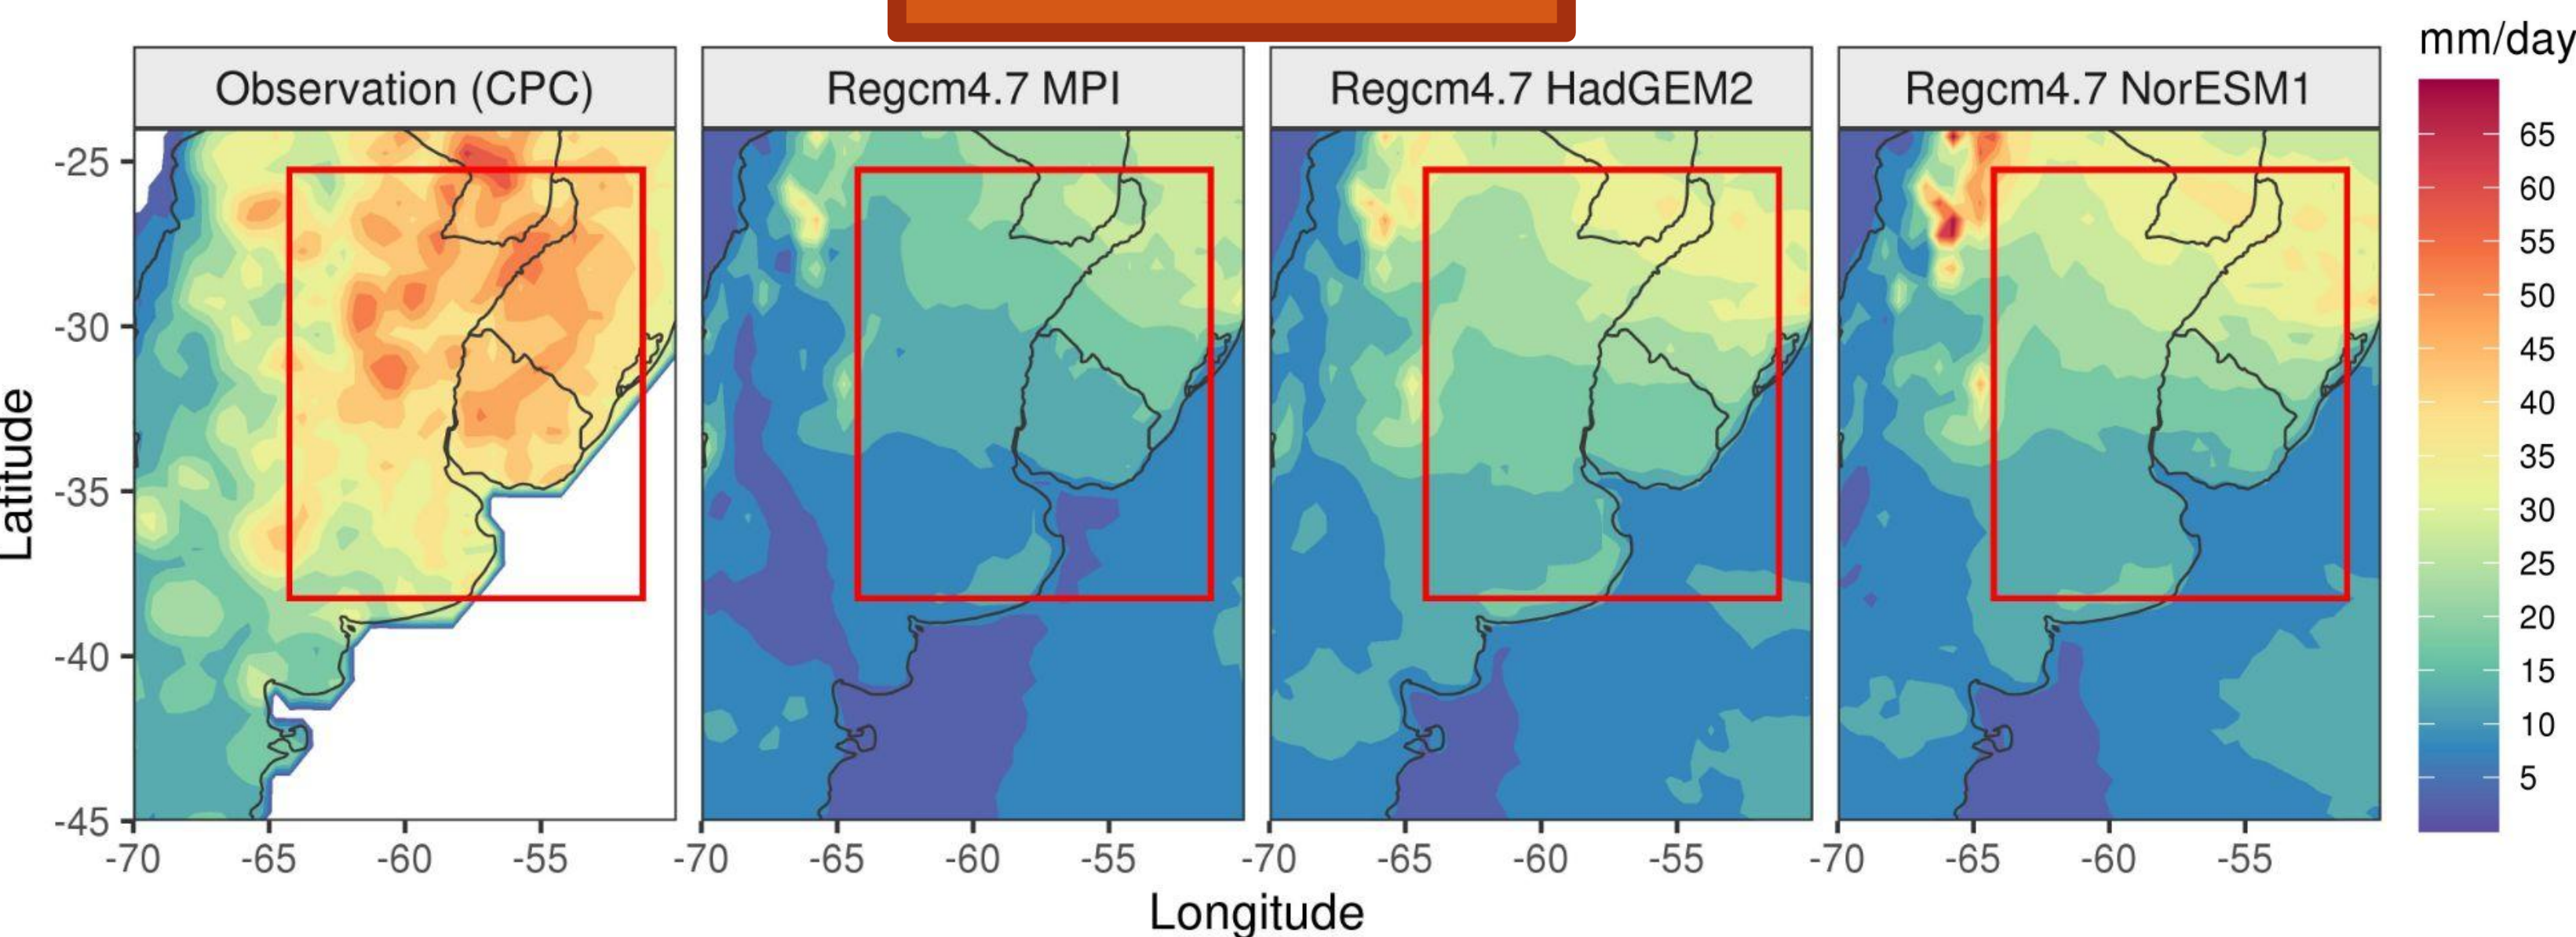 mm/day
Observation (CPC)
Regcm4.7 MPI
Regcm4.7 HadGEM2
Regcm4.7 NorESM1
Latitude
-25
-30
-35
-40
-45
-70 -65 -60 -55
-70 -65 -60 -55
-70 -65 -60 -55
-70 -65 -60 -55
Longitude
65
60
55
50
45
40
35
30
25
20
15
10
5